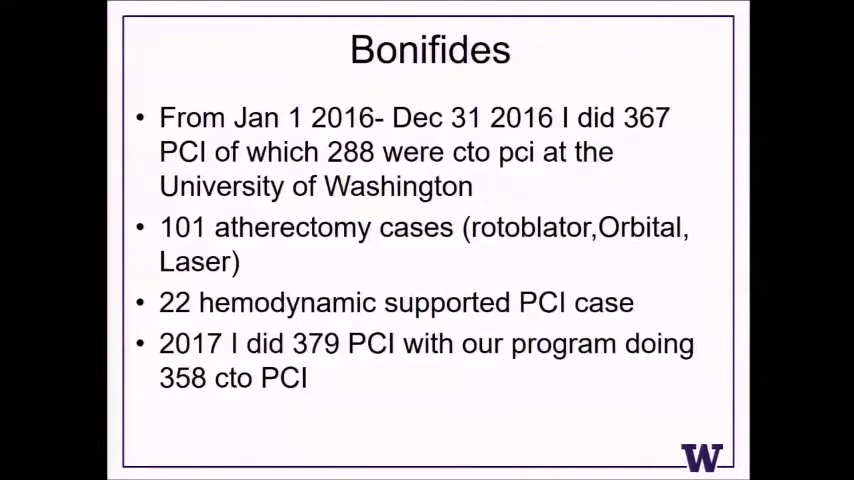 Bonifides
• From Jan 1 2016- Dec 31 2016 I did 367
PCI of which 288 were cto pci at the
University of Washington
• 101 atherectomy cases (rotoblator,Orbital,
Laser)
• 22 hemodynamic supported PCI case
• 2017 I did 379 PCI with our program doing
358 cto PCI
W